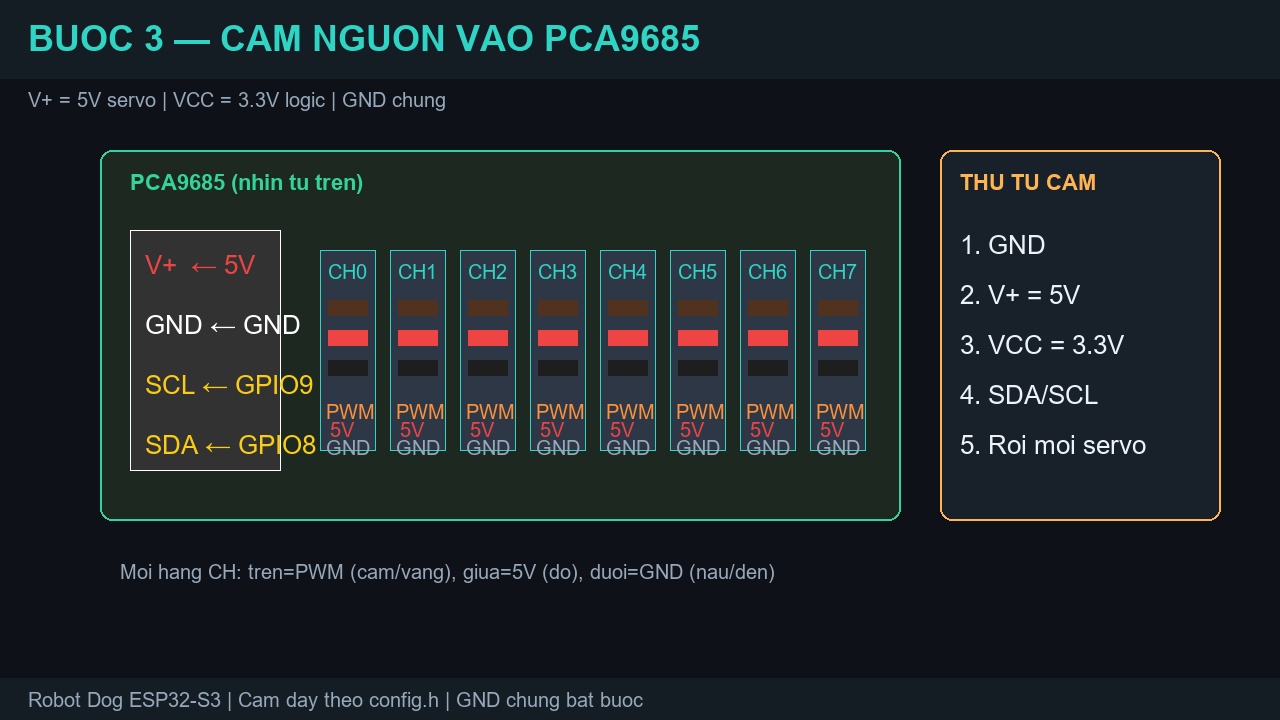 BUOC 3 — CAM NGUON VAO PCA9685
V+ = 5V servo | VCC = 3.3V logic | GND chung
PCA9685 (nhin tu tren)
V+ ← 5V
GND ← GND
SCL ← GPIO9
SDA ← GPIO8
CH0 CH1 CH2 CH3 CH4 CH5 CH6 CH7
PWM PWM PWM PWM PWM PWM PWM PWM
5V 5V 5V 5V 5V 5V 5V 5V
GND GND GND GND GND GND GND GND
THU TU CAM
1. GND
2. V+ = 5V
3. VCC = 3.3V
4. SDA/SCL
5. Roi moi servo
Moi hang CH: tren=PWM (cam/vang), giua=5V (do), duoi=GND (nau/den)
Robot Dog ESP32-S3 | Cam day theo config.h | GND chung bat buoc